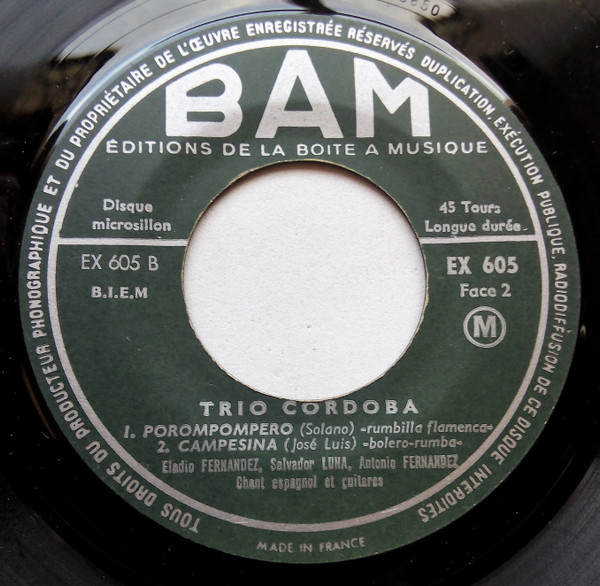 TOUS DROITS DU PRODUCTEUR PHONOGRAPHIQUE ET DU PROPRIÉTAIRE DE L'ŒUVRE ENREGISTRÉE RÉSERVÉS DUPLICATION, EXÉCUTION PUBLIQUE, RADIODIFFUSION DE CE DISQUE INTERDITES
BAM
ÉDITIONS DE LA BOITE A MUSIQUE
Disque
microsillon
45 Tours
Longue durée
EX 605 B
B.I.E.M
EX 605
Face 2
M
TRIO CORDOBA
1. POROMPOMPERO (Solano) -rumbilla flamenca-
2. CAMPESINA (José Luis) -bolero-rumba-
Eladio FERNANDEZ, Salvador LUNA, Antonio FERNANDEZ
Chant espagnol et guitares
MADE IN FRANCE